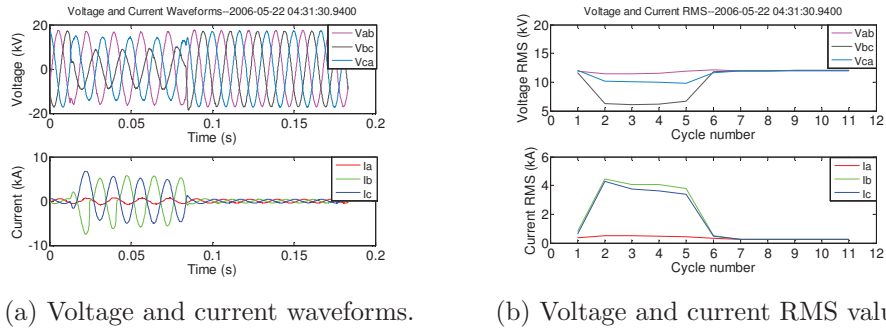 Voltage and Current Waveforms--2006-05-22 04:31:30.9400
20
0
-20
Voltage (kV)
0
0.05
0.1
0.15
0.2
Time (s)
Vab
Vbc
Vca
10
0
-10
Current (kA)
0
0.05
0.1
0.15
0.2
Time (s)
Ia
Ib
Ic
(a) Voltage and current waveforms.
Voltage and Current RMS--2006-05-22 04:31:30.9400
20
15
10
5
Voltage RMS (kV)
0 1 2 3 4 5 6 7 8 9 10 11 12
Cycle number
Vab
Vbc
Vca
6
4
2
0
Current RMS (kA)
0 1 2 3 4 5 6 7 8 9 10 11 12
Cycle number
Ia
Ib
Ic
(b) Voltage and current RMS valu